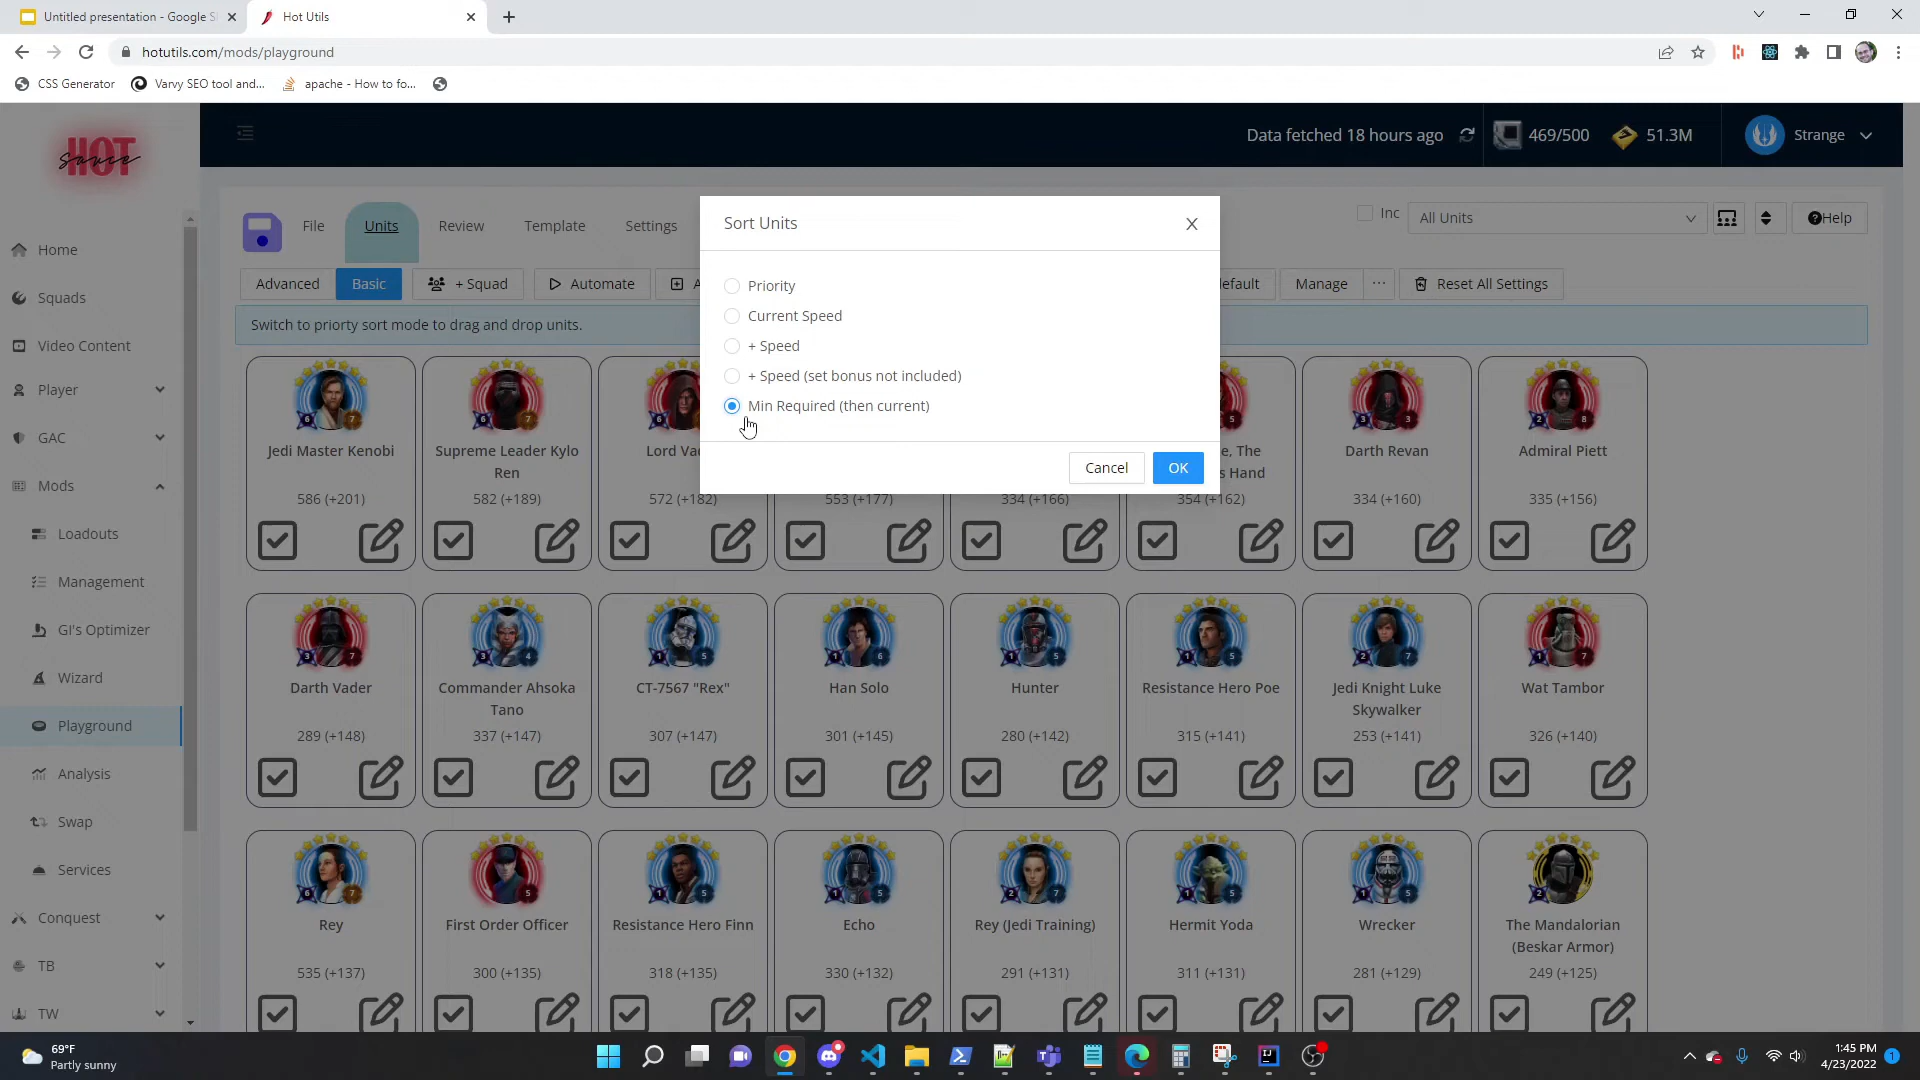 Untitled presentation - Google S
Hot Utils
hotutils.com/mods/playground
CSS Generator
Varvy SEO tool and...
apache - How to fo...
HOT
sauce
Data fetched 18 hours ago
469/500
51.3M
Strange
Home
Squads
Video Content
Player
GAC
Mods
Loadouts
Management
GI's Optimizer
Wizard
Playground
Analysis
Swap
Services
Conquest
TB
TW
File
Units
Review
Template
Settings
Inc
All Units
Help
Advanced
Basic
+ Squad
Automate
A
efault
Manage
...
Reset All Settings
Switch to priorty sort mode to drag and drop units.
Sort Units
Priority
Current Speed
+ Speed
+ Speed (set bonus not included)
Min Required (then current)
Cancel
OK
Jedi Master Kenobi
586 (+201)
Supreme Leader Kylo
Ren
582 (+189)
Lord Va
572 (+182)
553 (+177)
334 (+166)
e, The
s Hand
354 (+162)
Darth Revan
334 (+160)
Admiral Piett
335 (+156)
Darth Vader
289 (+148)
Commander Ahsoka
Tano
337 (+147)
CT-7567 "Rex"
307 (+147)
Han Solo
301 (+145)
Hunter
280 (+142)
Resistance Hero Poe
315 (+141)
Jedi Knight Luke
Skywalker
253 (+141)
Wat Tambor
326 (+140)
Rey
535 (+137)
First Order Officer
300 (+135)
Resistance Hero Finn
318 (+135)
Echo
330 (+132)
Rey (Jedi Training)
291 (+131)
Hermit Yoda
311 (+131)
Wrecker
281 (+129)
The Mandalorian
(Beskar Armor)
249 (+125)
69°F
Partly sunny
1:45 PM
4/23/2022
1